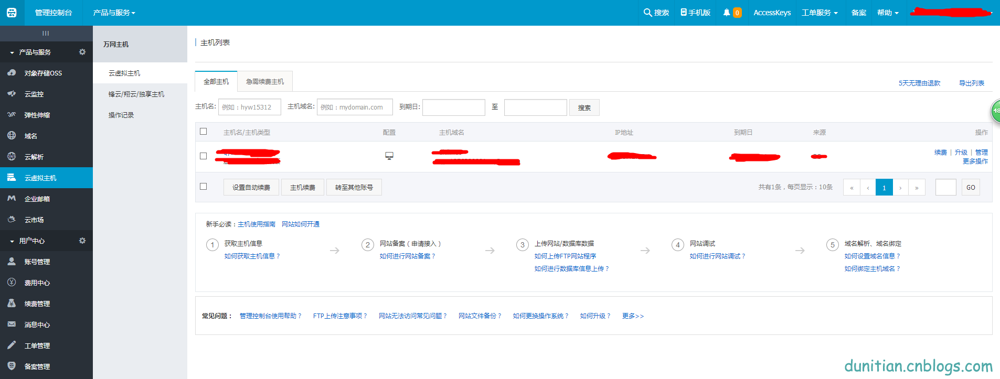 管理控制台 产品与服务 搜索 手机版 0 AccessKeys 工单服务 备案 帮助
产品与服务
对象存储OSS
云监控
弹性伸缩
域名
DNS 云解析
云虚拟主机
企业邮箱
云市场
用户中心
账号管理
费用中心
续费管理
消息中心
工单管理
备案管理
万网主机
云虚拟主机
锋云/翔云/独享主机
操作记录
主机列表
全部主机 急需续费主机 5天无理由退款 导出列表
主机名: 例如：hyw15312 主机域名: 例如：mydomain.com 到期日: 至 搜索
主机名/主机类型 配置 主机域名 IP地址 到期日 来源 操作
续费 | 升级 | 管理
更多操作
设置自动续费 主机续费 转至其他账号 共有1条，每页显示：10条 « ‹ 1 › » GO
新手必读：主机使用指南 网站如何开通
1 获取主机信息
如何获取主机信息？
2 网站备案（申请接入）
如何进行网站备案？
3 上传网站/数据库数据
如何上传FTP网站程序
如何进行数据库信息上传？
4 网站调试
如何进行网站调试？
5 域名解析、域名绑定
如何设置域名信息？
如何绑定主机域名？
常见问题： 管理控制台使用帮助？ FTP上传注意事项？ 网站无法访问常见问题？ 网站文件备份？ 如何更换操作系统？ 如何升级？ 更多>>
48
dunitian.cnblogs.com